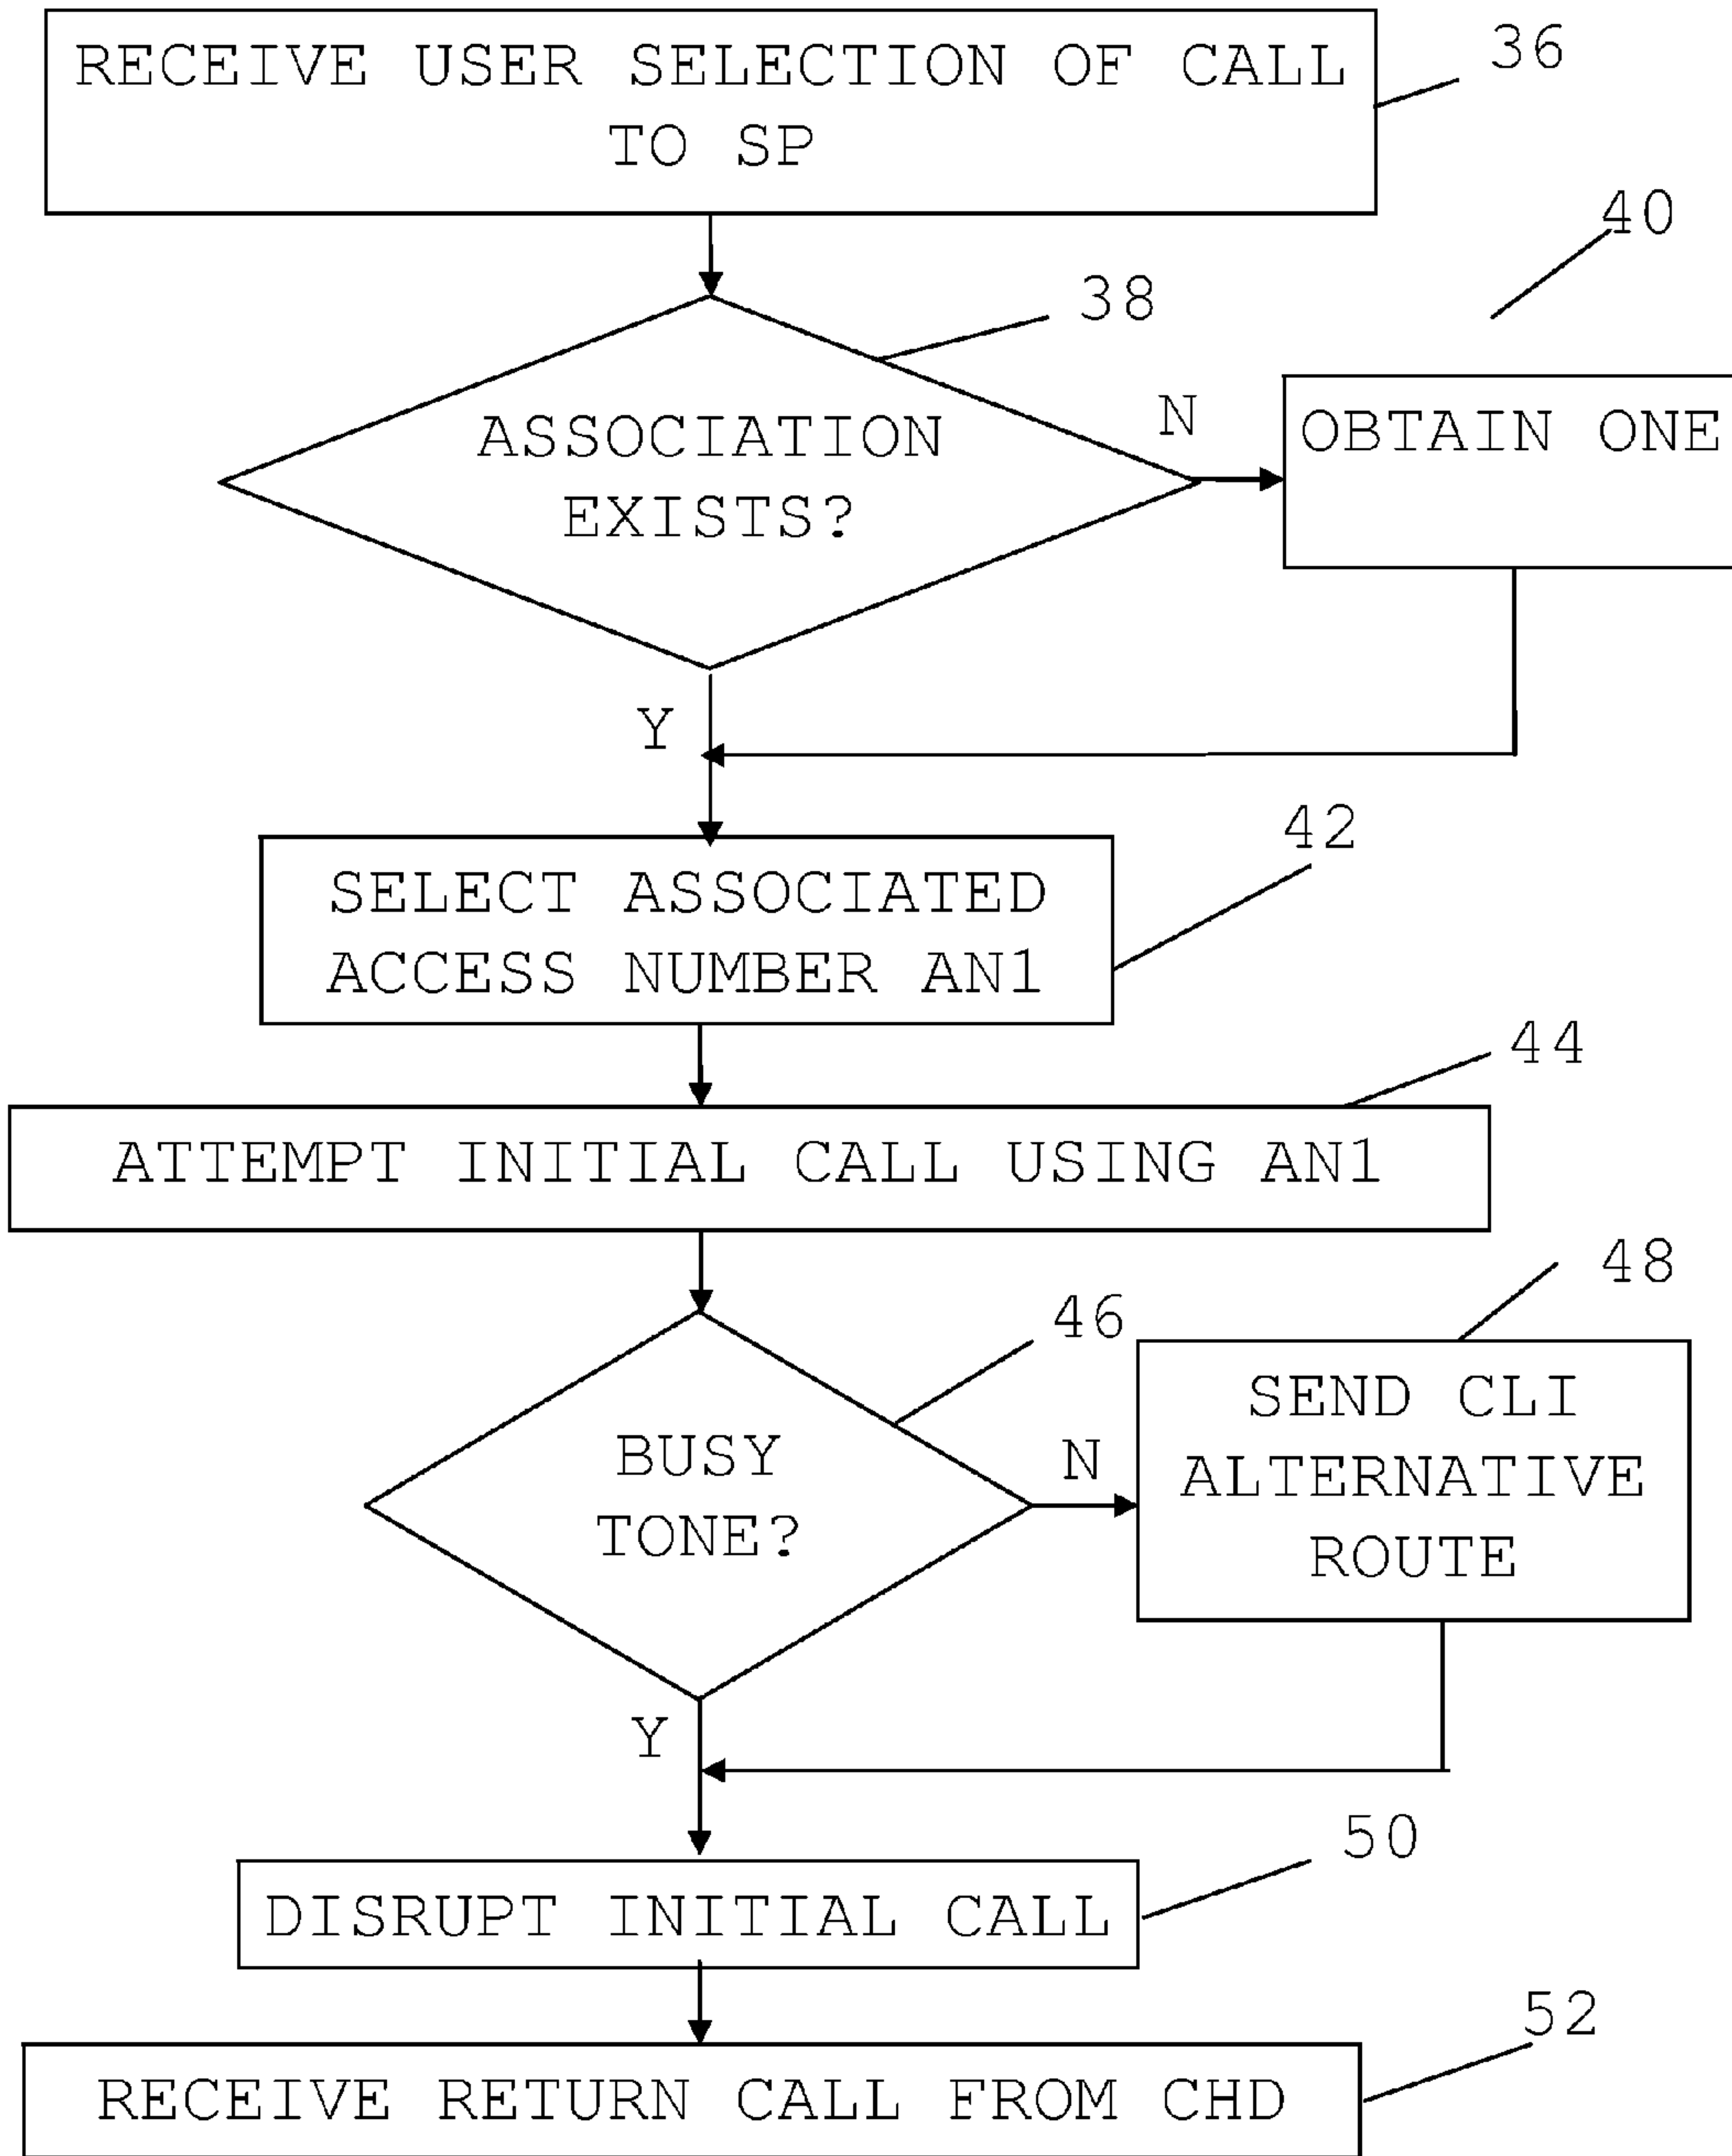 RECEIVE USER SELECTION OF CALL
TO SP
36
40
38
ASSOCIATION
EXISTS?
N
OBTAIN ONE
Y
42
SELECT ASSOCIATED
ACCESS NUMBER AN1
44
ATTEMPT INITIAL CALL USING AN1
48
46
BUSY
TONE?
N
SEND CLI
ALTERNATIVE
ROUTE
Y
50
DISRUPT INITIAL CALL
52
RECEIVE RETURN CALL FROM CHD